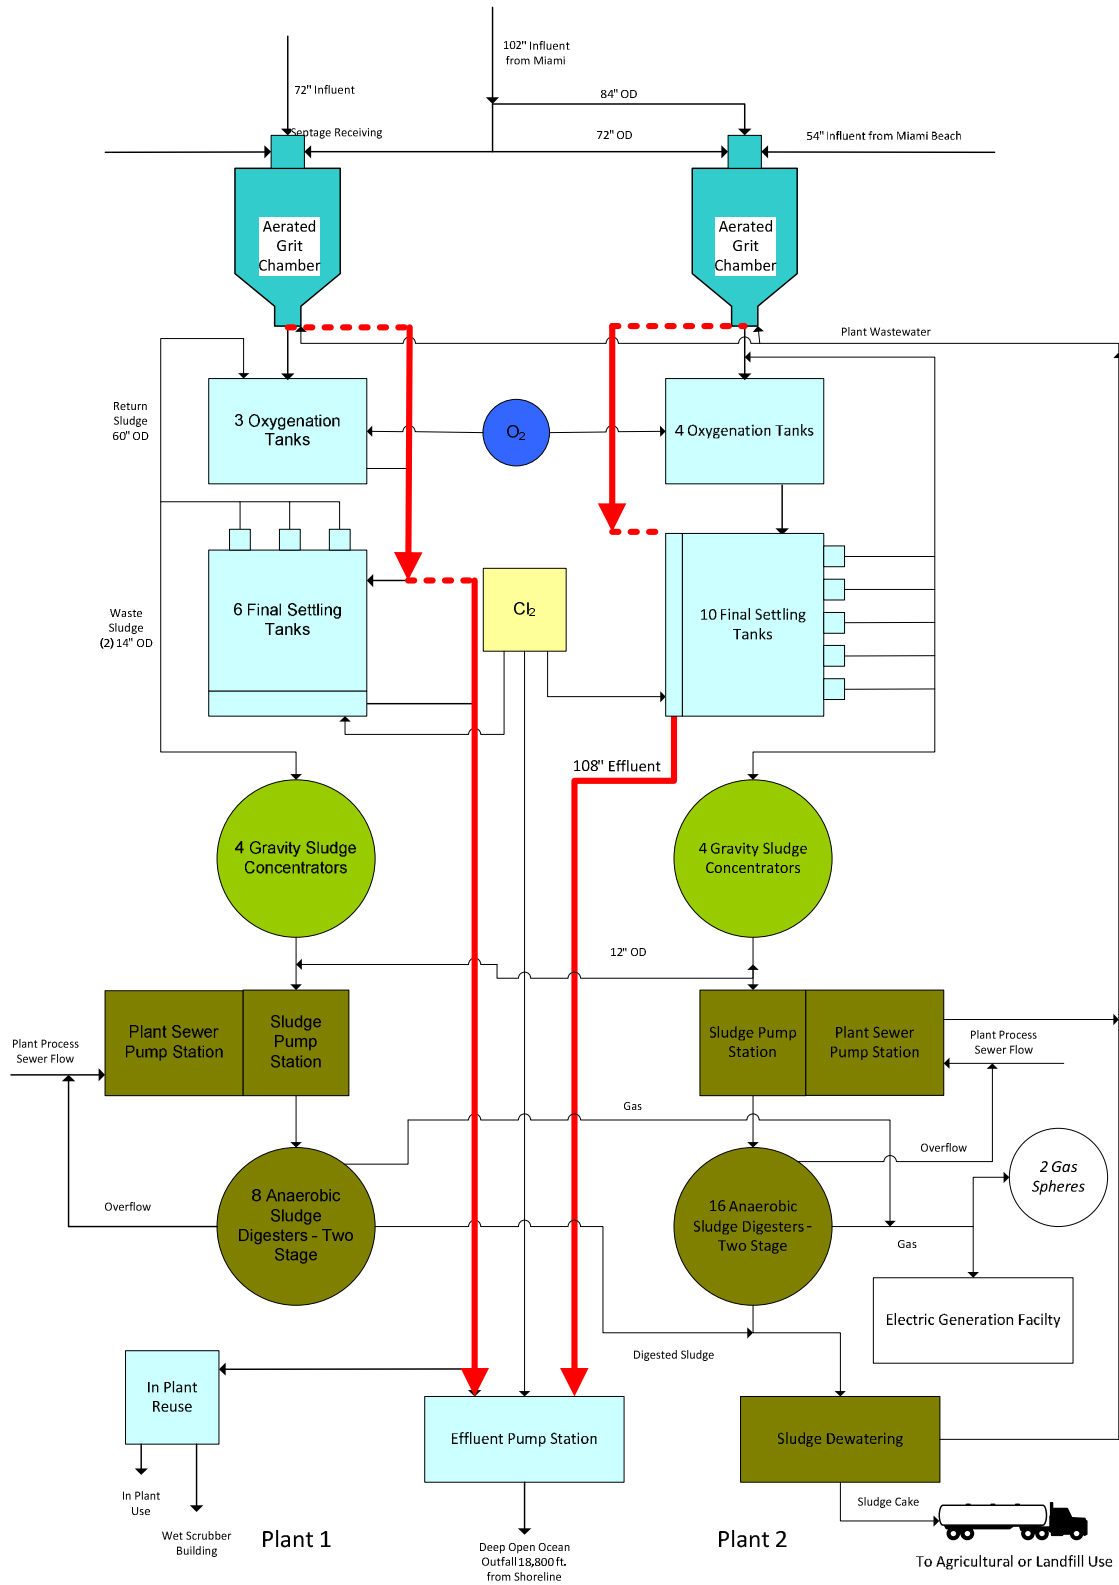 102" Influent
from Miami
72" Influent
84" OD
Septage Receiving
72" OD
54" Influent from Miami Beach
Aerated
Grit
Chamber
Aerated
Grit
Chamber
Plant Wastewater
Return
Sludge
60" OD
3 Oxygenation
Tanks
O2
4 Oxygenation Tanks
Waste
Sludge
(2) 14" OD
6 Final Settling
Tanks
Cl2
10 Final Settling
Tanks
108" Effluent
4 Gravity Sludge
Concentrators
4 Gravity Sludge
Concentrators
12" OD
Plant Process
Sewer Flow
Plant Sewer
Pump Station
Sludge
Pump
Station
Sludge Pump
Station
Plant Sewer
Pump Station
Plant Process
Sewer Flow
Gas
Overflow
2 Gas
Spheres
Overflow
8 Anaerobic
Sludge
Digesters - Two
Stage
16 Anaerobic
Sludge Digesters -
Two Stage
Gas
Electric Generation Facilty
Digested Sludge
In Plant
Reuse
Effluent Pump Station
Sludge Dewatering
In Plant
Use
Wet Scrubber
Building
Plant 1
Deep Open Ocean
Outfall 18,800 ft.
from Shoreline
Plant 2
Sludge Cake
To Agricultural or Landfill Use